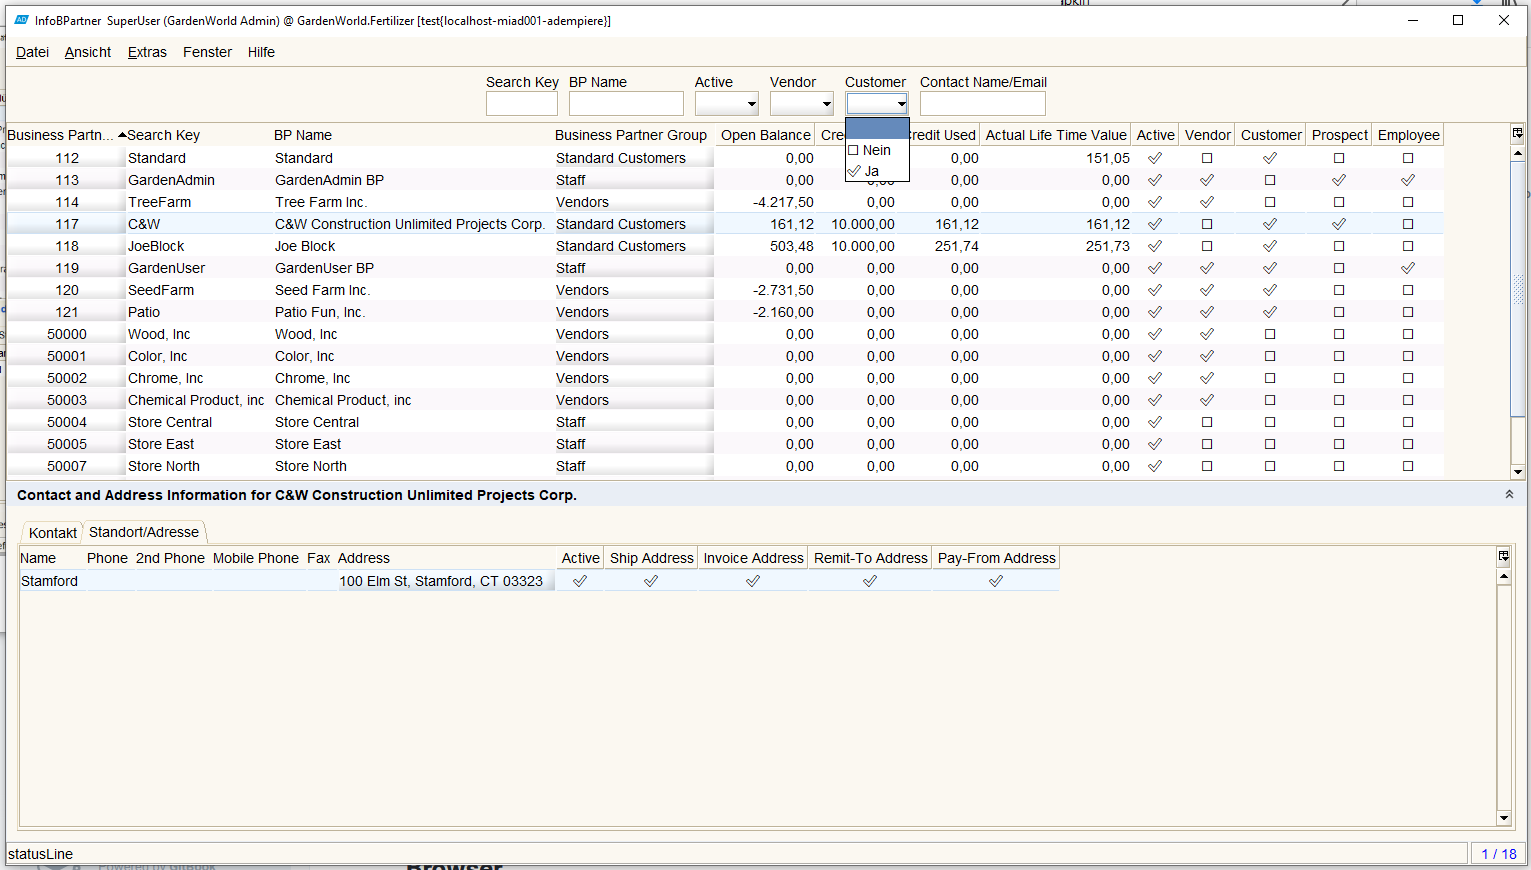 InfoBPartner SuperUser (GardenWorld Admin) @ GardenWorld.Fertilizer [test{localhost-miad001-adempiere}]
Datei Ansicht Extras Fenster Hilfe
Search Key BP Name Active Vendor Customer Contact Name/Email
Business Partn... Search Key BP Name Business Partner Group Open Balance Cre redit Used Actual Life Time Value Active Vendor Customer Prospect Employee
Nein
Ja
112 Standard Standard Standard Customers 0,00 0,00 151,05
113 GardenAdmin GardenAdmin BP Staff 0,00 0,00 0,00 0,00
114 TreeFarm Tree Farm Inc. Vendors -4.217,50 0,00 0,00 0,00
117 C&W C&W Construction Unlimited Projects Corp. Standard Customers 161,12 10.000,00 161,12 161,12
118 JoeBlock Joe Block Standard Customers 503,48 10.000,00 251,74 251,73
119 GardenUser GardenUser BP Staff 0,00 0,00 0,00 0,00
120 SeedFarm Seed Farm Inc. Vendors -2.731,50 0,00 0,00 0,00
121 Patio Patio Fun, Inc. Vendors -2.160,00 0,00 0,00 0,00
50000 Wood, Inc Wood, Inc Vendors 0,00 0,00 0,00 0,00
50001 Color, Inc Color, Inc Vendors 0,00 0,00 0,00 0,00
50002 Chrome, Inc Chrome, Inc Vendors 0,00 0,00 0,00 0,00
50003 Chemical Product, inc Chemical Product, inc Vendors 0,00 0,00 0,00 0,00
50004 Store Central Store Central Staff 0,00 0,00 0,00 0,00
50005 Store East Store East Staff 0,00 0,00 0,00 0,00
50007 Store North Store North Staff 0,00 0,00 0,00 0,00
Contact and Address Information for C&W Construction Unlimited Projects Corp.
Kontakt Standort/Adresse
Name Phone 2nd Phone Mobile Phone Fax Address Active Ship Address Invoice Address Remit-To Address Pay-From Address
Stamford 100 Elm St, Stamford, CT 03323
statusLine 1 / 18
Powered by GitBook
Browser